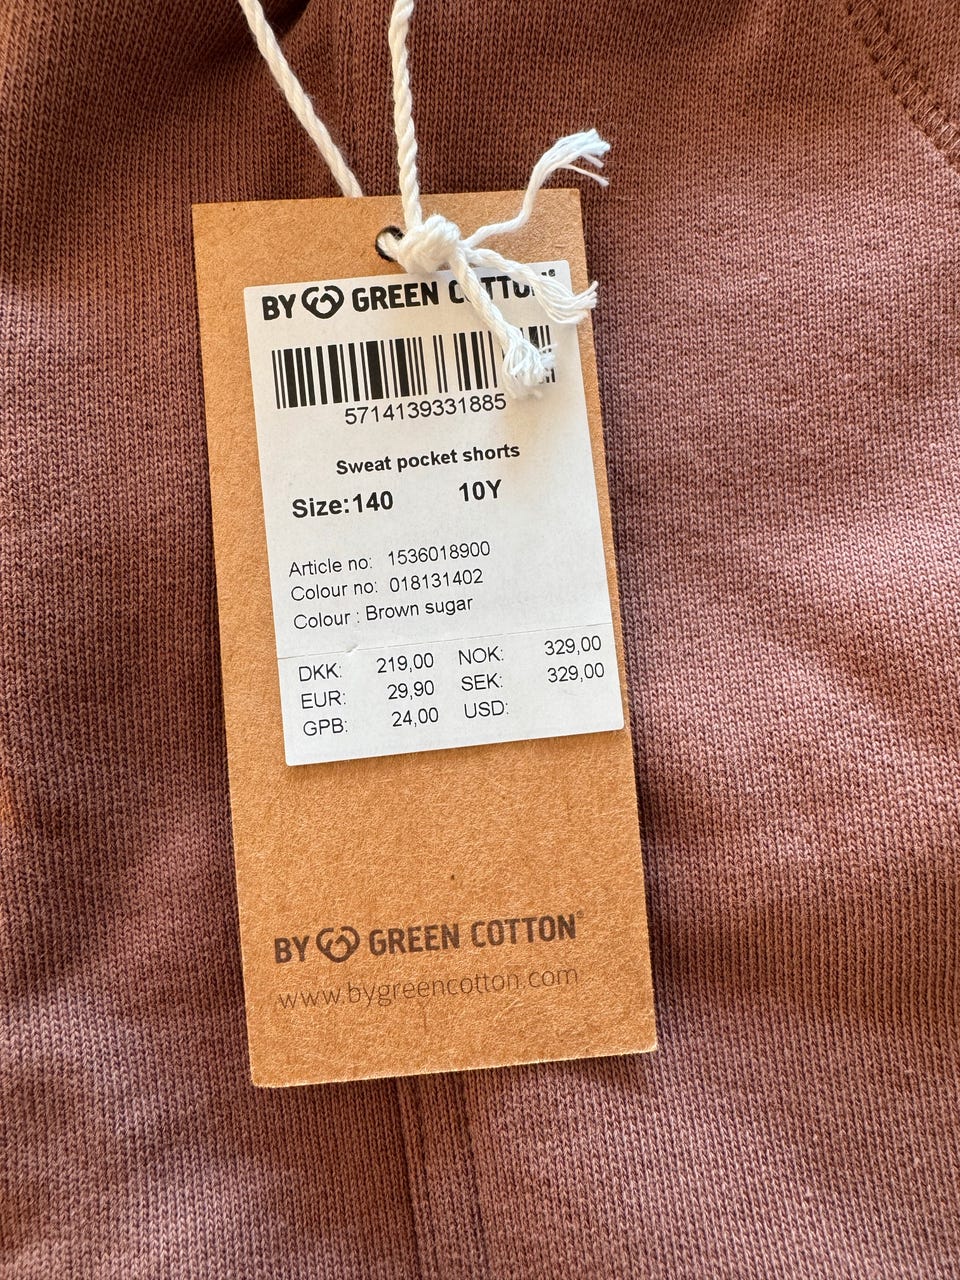 BY GREEN COTTON®
5714139331885
Sweat pocket shorts
Size:140 10Y
Article no: 1536018900
Colour no: 018131402
Colour : Brown sugar
DKK: 219,00 NOK: 329,00
EUR: 29,90 SEK: 329,00
GPB: 24,00 USD:
BY GREEN COTTON®
www.bygreencotton.com